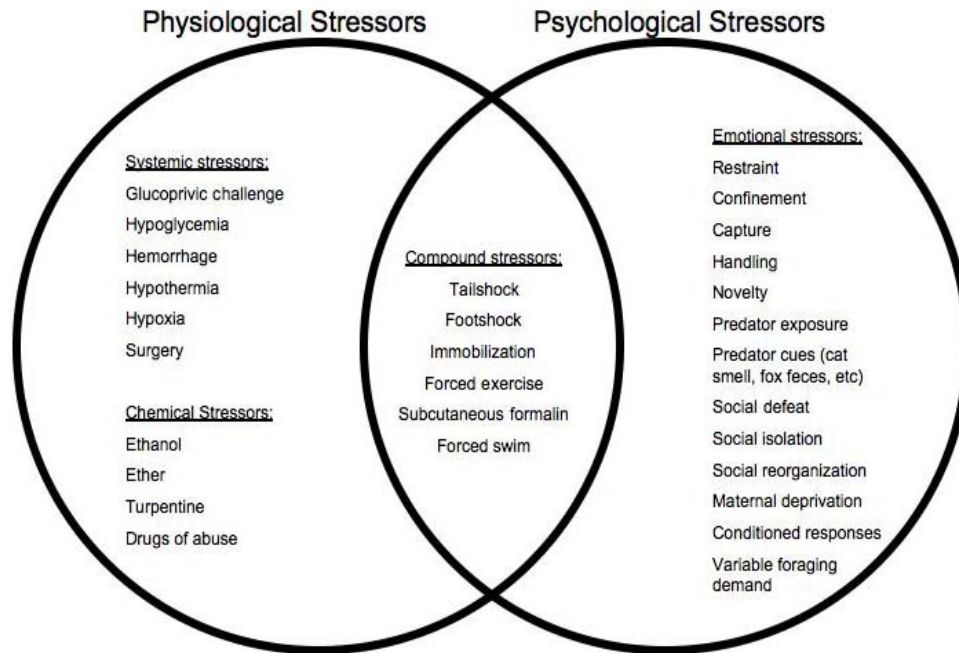 Physiological Stressors
Psychological Stressors
Systemic stressors:
Glucoprivic challenge
Hypoglycemia
Hemorrhage
Hypothermia
Hypoxia
Surgery
Chemical Stressors:
Ethanol
Ether
Turpentine
Drugs of abuse
Compound stressors:
Tailshock
Footshock
Immobilization
Forced exercise
Subcutaneous formalin
Forced swim
Emotional stressors:
Restraint
Confinement
Capture
Handling
Novelty
Predator exposure
Predator cues (cat
smell, fox feces, etc)
Social defeat
Social isolation
Social reorganization
Maternal deprivation
Conditioned responses
Variable foraging
demand